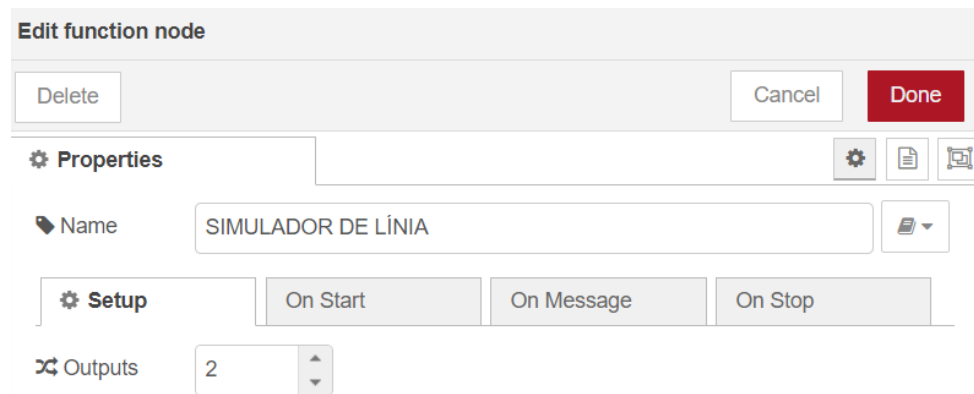 Edit function node
Delete Cancel Done
Properties
Name SIMULADOR DE LÍNIA
Setup On Start On Message On Stop
Outputs 2